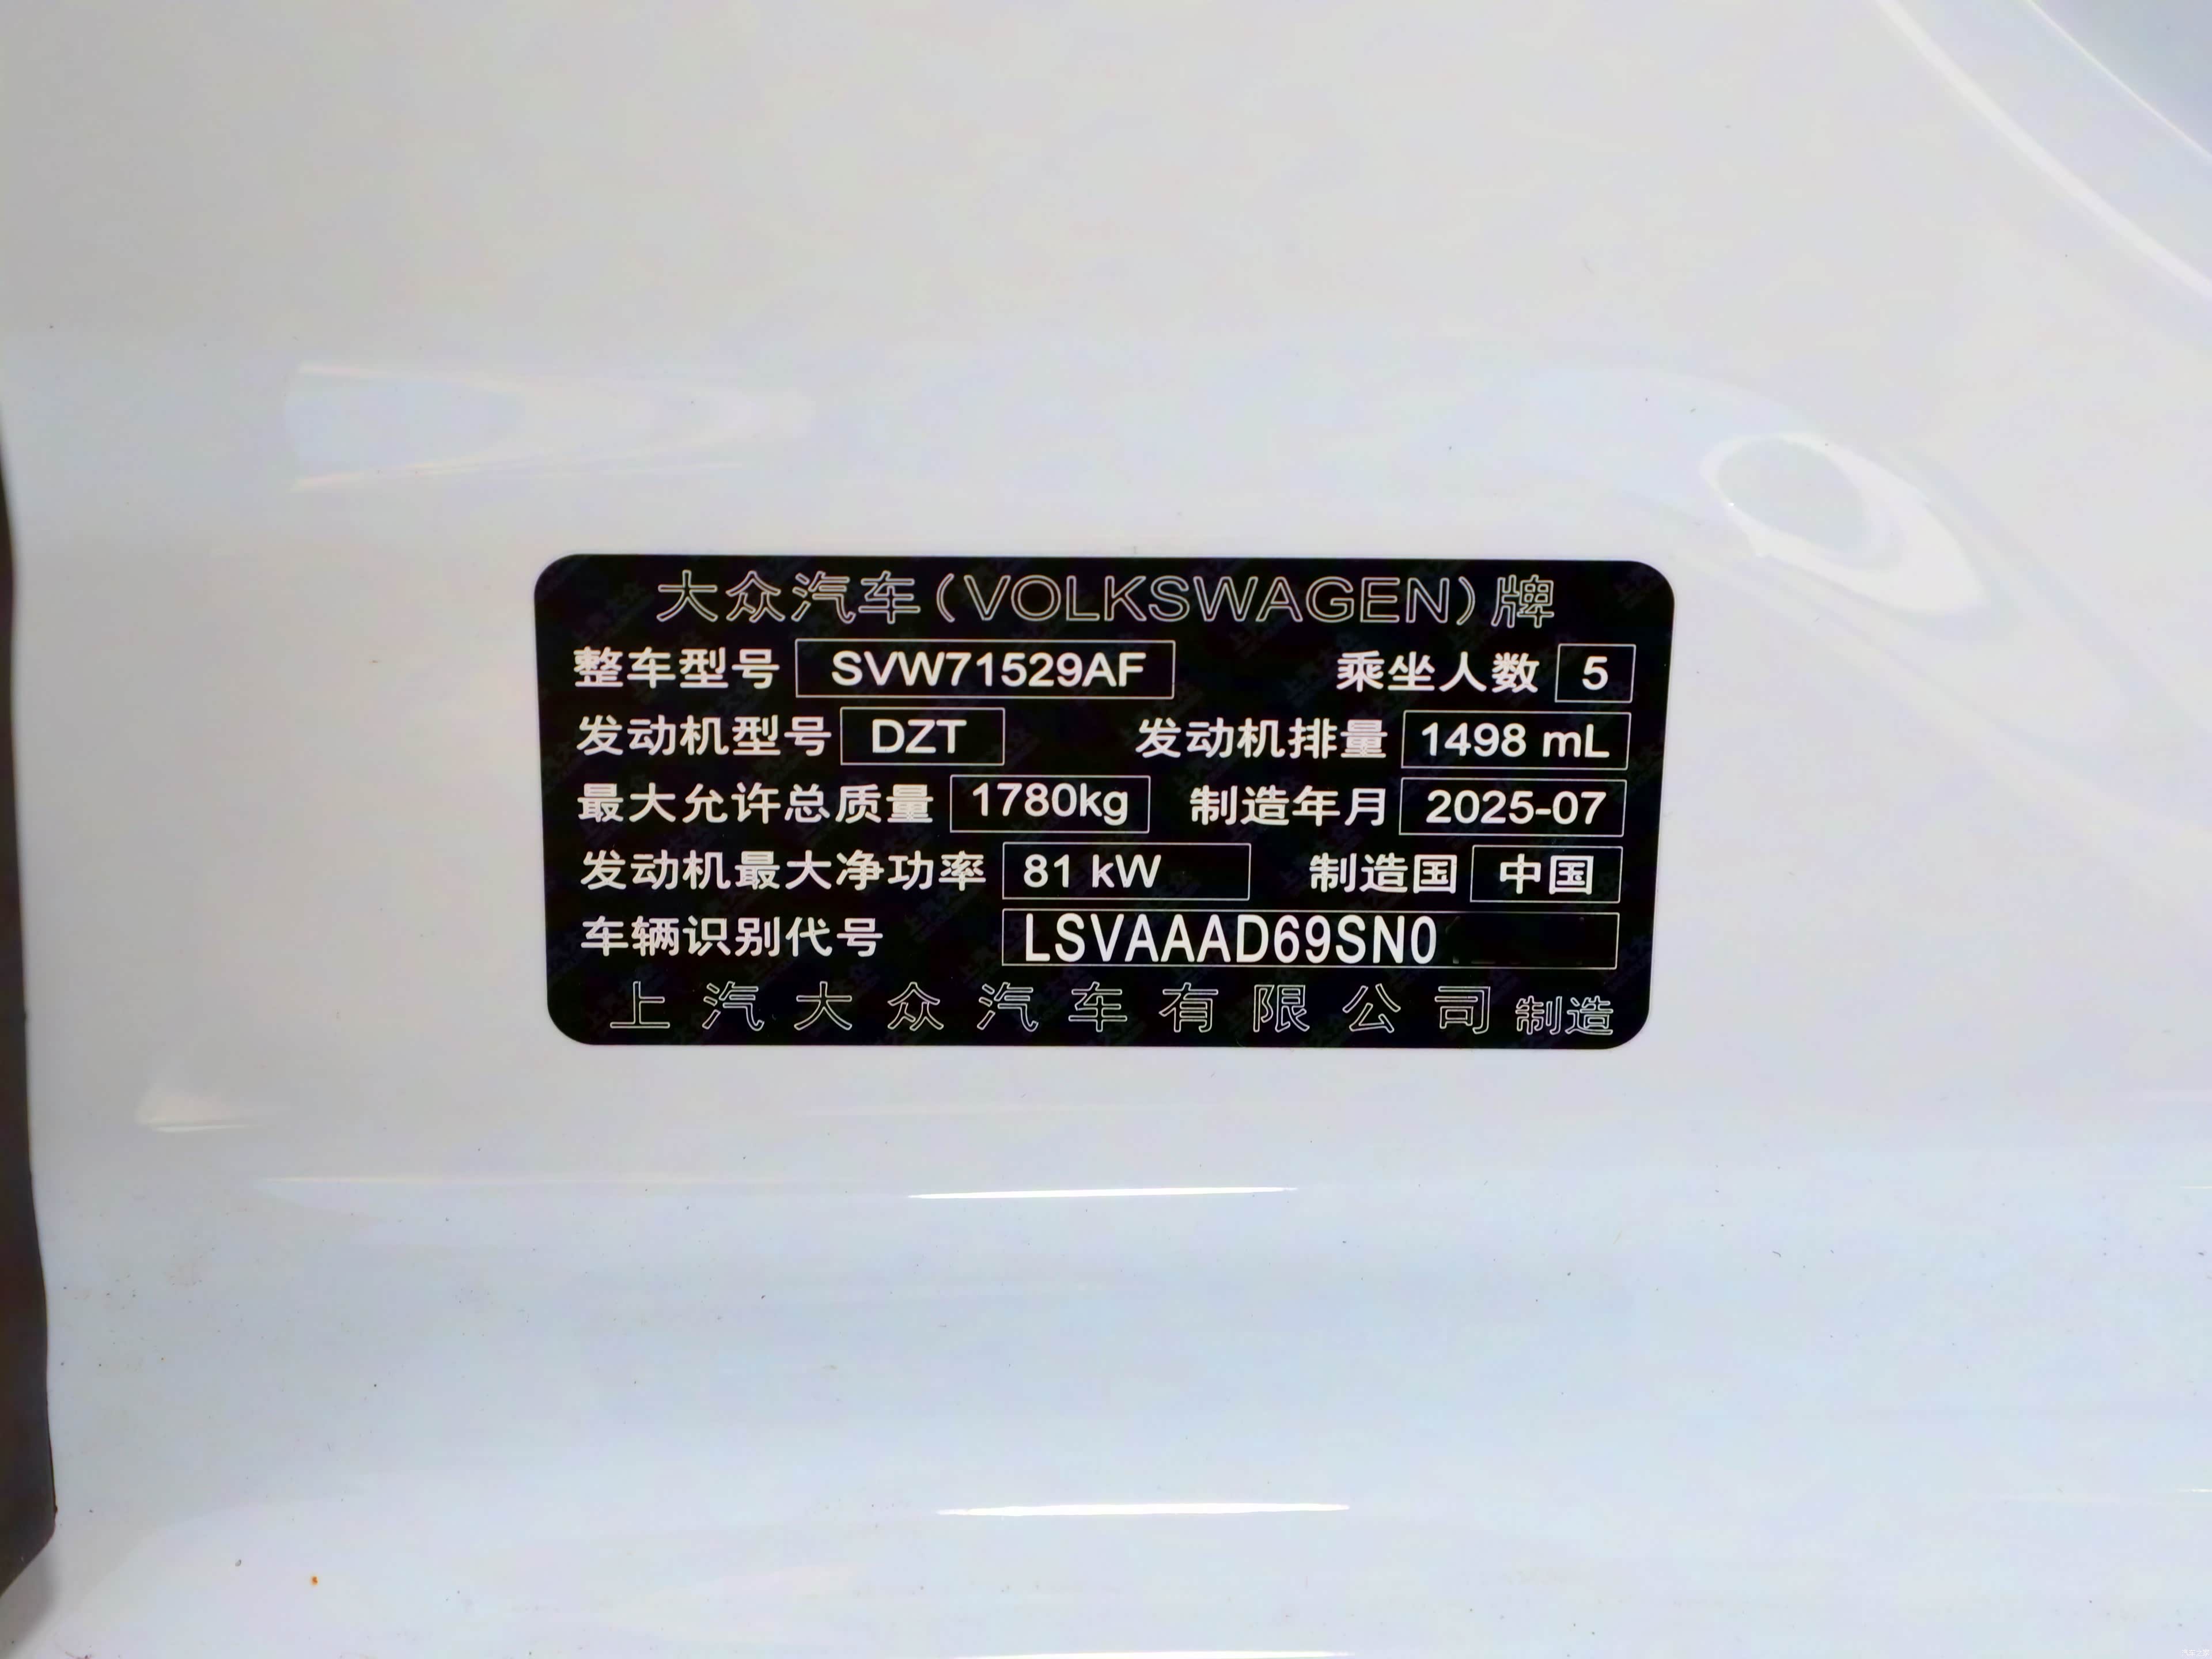 大众汽车(VOLKSWAGEN)牌
整车型号 SVW71529AF 乘坐人数 5
发动机型号 DZT 发动机排量 1498 mL
最大允许总质量 1780kg 制造年月 2025-07
发动机最大净功率 81 kW 制造国 中国
车辆识别代号 LSVAAAD69SN0
上汽大众汽车有限公司制造